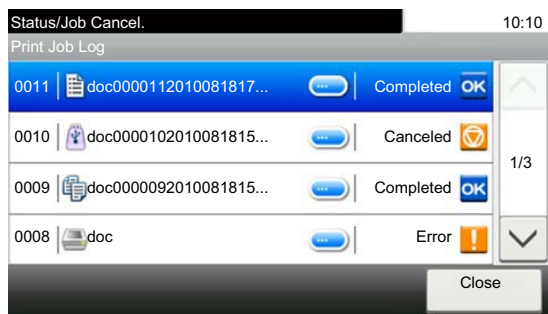 Status/Job Cancel. 10:10
Print Job Log
0011 doc0000112010081817... ... Completed OK
0010 doc0000102010081815... ... Canceled
0009 doc0000092010081815... ... Completed OK
1/3
0008 doc ... Error !
Close